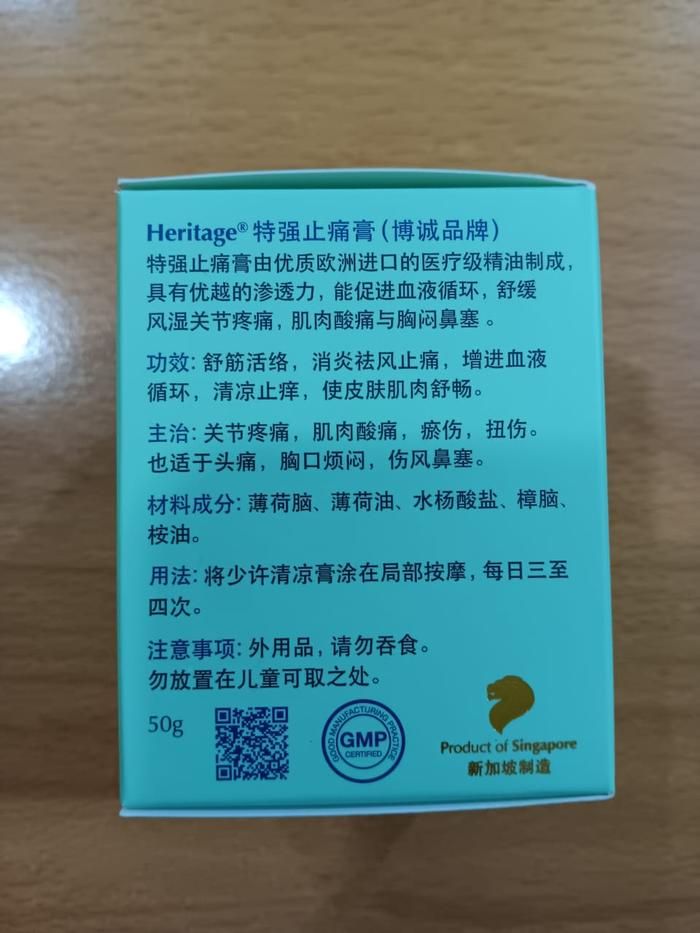 Heritage® 特强止痛膏(博诚品牌)
特强止痛膏由优质欧洲进口的医疗级精油制成,
具有优越的渗透力, 能促进血液循环, 舒缓
风湿关节疼痛, 肌肉酸痛与胸闷鼻塞。
功效: 舒筋活络, 消炎祛风止痛, 增进血液
循环, 清凉止痒, 使皮肤肌肉舒畅。
主治: 关节疼痛, 肌肉酸痛, 瘀伤, 扭伤。
也适于头痛, 胸口烦闷, 伤风鼻塞。
材料成分: 薄荷脑、薄荷油、水杨酸盐、樟脑、
桉油。
用法: 将少许清凉膏涂在局部按摩, 每日三至
四次。
注意事项: 外用品, 请勿吞食。
勿放置在儿童可取之处。
50g
GOOD MANUFACTURING PRACTICE
GMP
CERTIFIED
Product of Singapore
新加坡制造